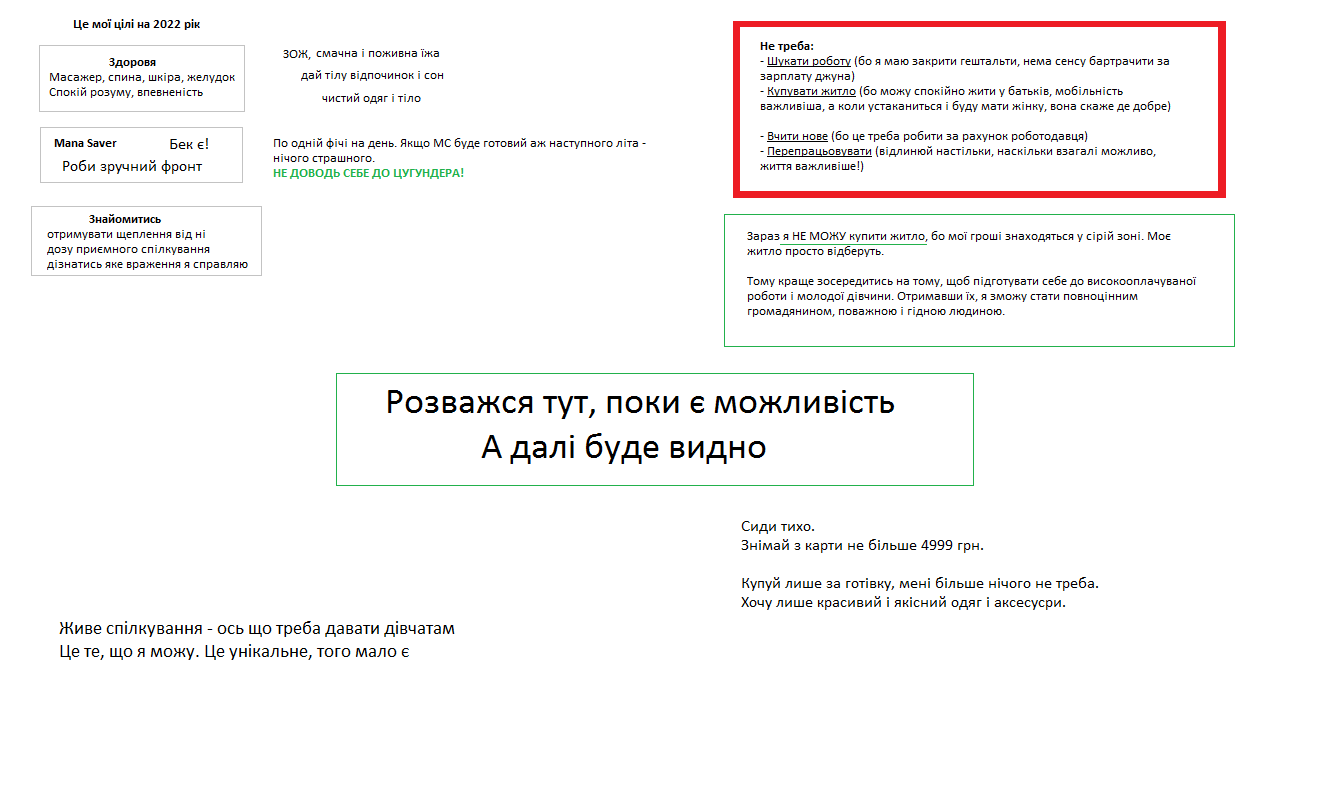 Це мої цілі на 2022 рік
Здоровя
Масажер, спина, шкіра, желудок
Спокій розуму, впевненість
ЗОЖ, смачна і поживна їжа
дай тілу відпочинок і сон
чистий одяг і тіло
Mana Saver Бек є!
Роби зручний фронт
По одній фічі на день. Якщо МС буде готовий аж наступного літа -
нічого страшного.
НЕ ДОВОДЬ СЕБЕ ДО ЦУГУНДЕРА!
Знайомитись
отримувати щеплення від ні
дозу приємного спілкування
дізнатись яке враження я справляю
Не треба:
- Шукати роботу (бо я маю закрити гештальти, нема сенсу бартрачити за
зарплату джуна)
- Купувати житло (бо можу спокійно жити у батьків, мобільність
важливіша, а коли устаканиться і буду мати жінку, вона скаже де добре)
- Вчити нове (бо це треба робити за рахунок роботодавця)
- Перепрацьовувати (відлинюй настільки, наскільки взагалі можливо,
життя важливіше!)
Зараз я НЕ МОЖУ купити житло, бо мої гроші знаходяться у сірій зоні. Моє
житло просто відберуть.
Тому краще зосередитись на тому, щоб підготувати себе до високооплачуваної
роботи і молодої дівчини. Отримавши їх, я зможу стати повноцінним
громадянином, поважною і гідною людиною.
Розважся тут, поки є можливість
А далі буде видно
Сиди тихо.
Знімай з карти не більше 4999 грн.
Купуй лише за готівку, мені більше нічого не треба.
Хочу лише красивий і якісний одяг і аксесусри.
Живе спілкування - ось що треба давати дівчатам
Це те, що я можу. Це унікальне, того мало є